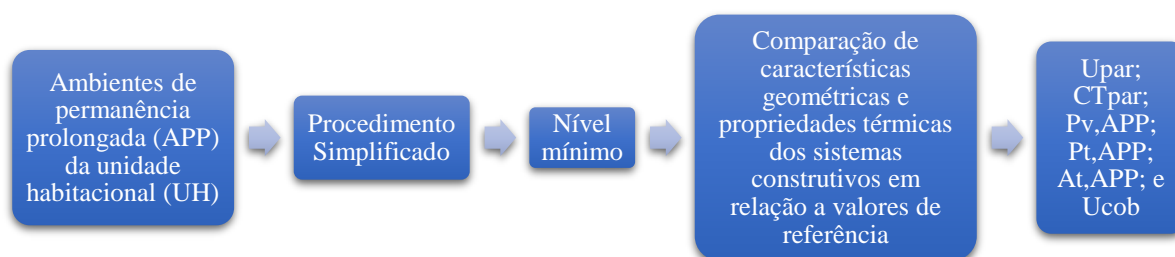 Ambientes de
permanência
prolongada (APP)
da unidade
habitacional (UH)
Procedimento
Simplificado
Nível
mínimo
Comparação de
características
geométricas e
propriedades térmicas
dos sistemas
construtivos em
relação a valores de
referência
Upar;
CTpar;
Pv,APP;
Pt,APP;
At,APP; e
Ucob